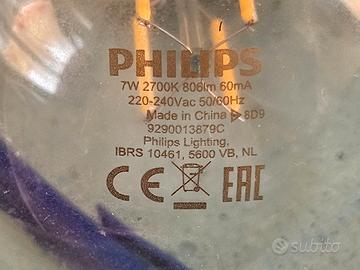 PHILIPS
7W 2700K 806lm 60mA
220-240Vac 50/60Hz
Made in China 8D9
9290013879C
Philips Lighting,
IBRS 10461, 5600 VB, NL
CE EAC
subito